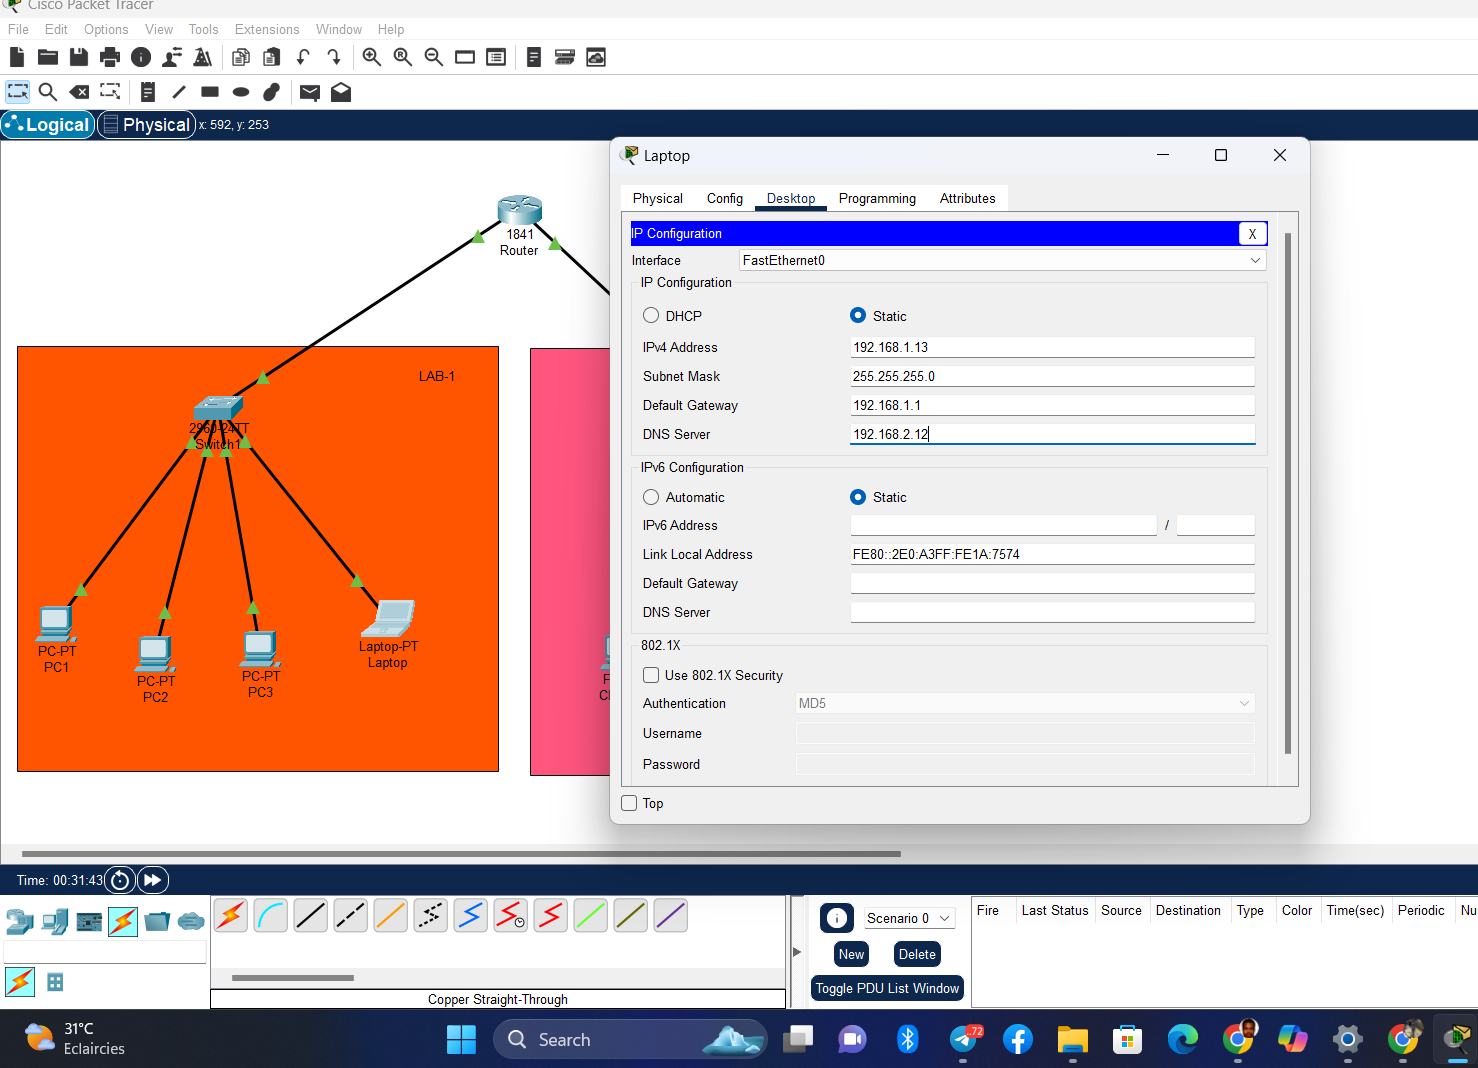 Cisco Packet Tracer
File Edit Options View Tools Extensions Window Help
Logical Physical x: 592, y: 253
1841
Router
LAB-1
2960-24TT
Switch1
PC-PT
PC1
PC-PT
PC2
PC-PT
PC3
Laptop-PT
Laptop
Laptop
Physical Config Desktop Programming Attributes
IP Configuration X
Interface FastEthernet0
IP Configuration
DHCP Static
IPv4 Address 192.168.1.13
Subnet Mask 255.255.255.0
Default Gateway 192.168.1.1
DNS Server 192.168.2.12
IPv6 Configuration
Automatic Static
IPv6 Address /
Link Local Address FE80::2E0:A3FF:FE1A:7574
Default Gateway
DNS Server
802.1X
Use 802.1X Security
Authentication MD5
Username
Password
Top
Time: 00:31:43
Copper Straight-Through
Scenario 0
New Delete
Toggle PDU List Window
Fire Last Status Source Destination Type Color Time(sec) Periodic Nu
31°C
Eclaircies
Search
72